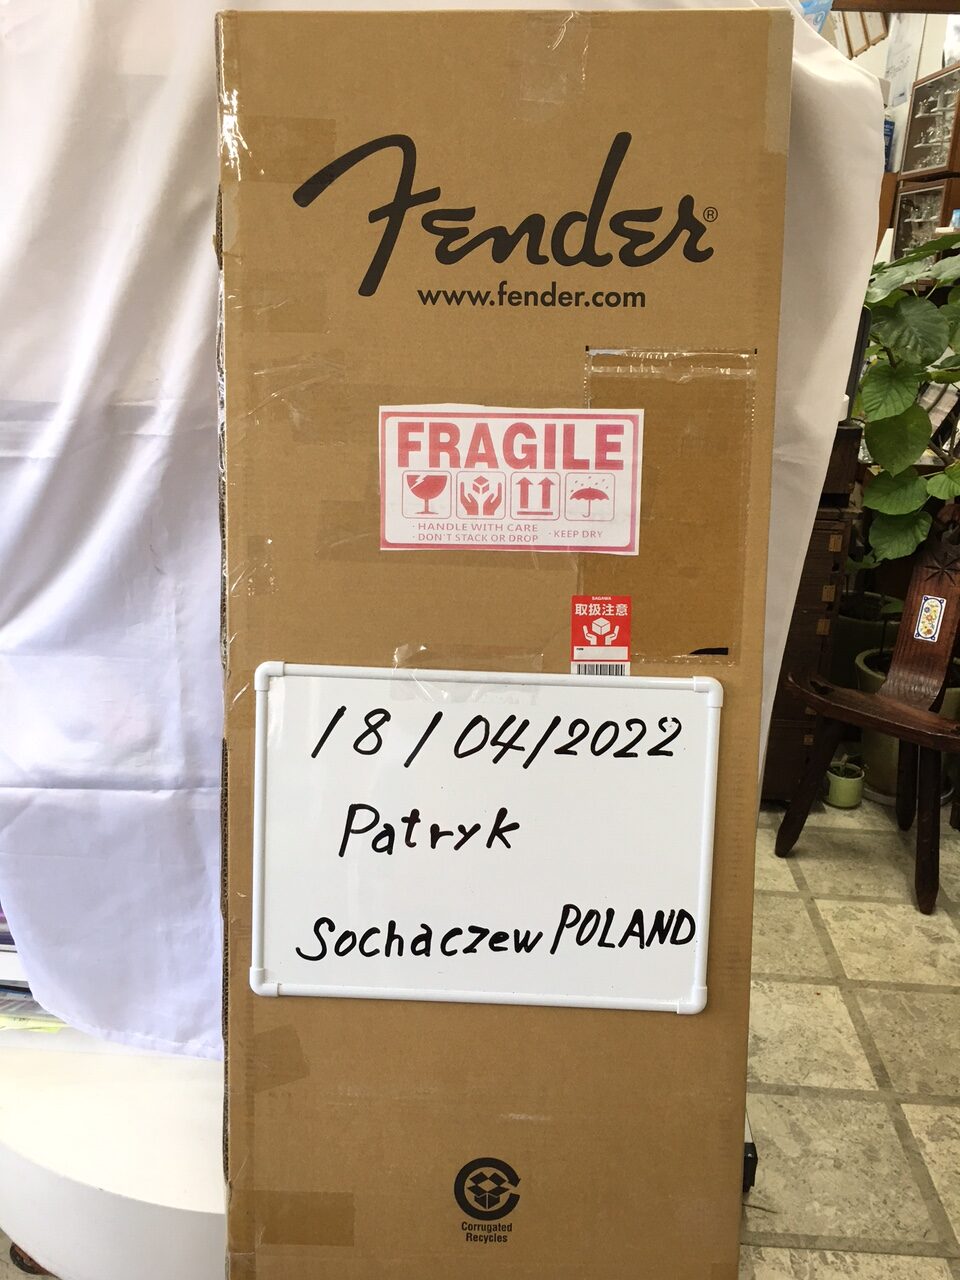 Fender®
www.fender.com
FRAGILE
· HANDLE WITH CARE
· DON'T STACK OR DROP · KEEP DRY
SAGAWA
取扱注意
18/04/2022
Patryk
Sochaczew POLAND
Corrugated
Recycles